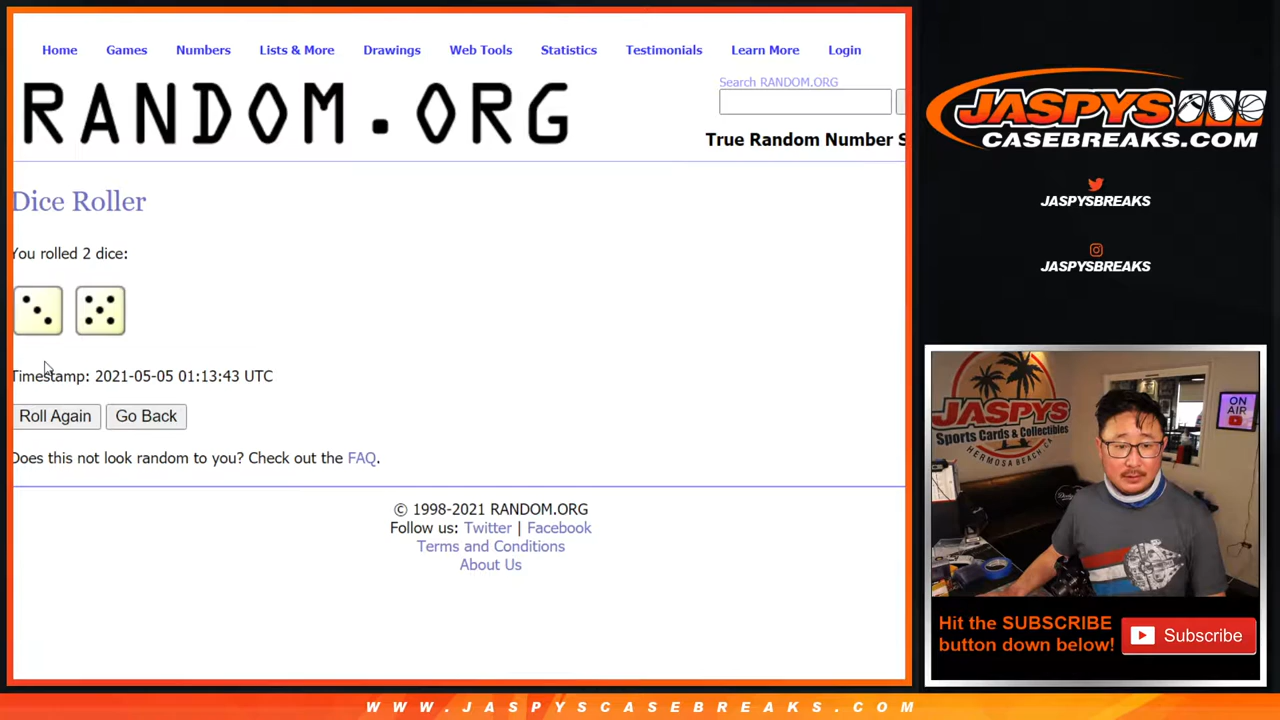 Home Games Numbers Lists & More Drawings Web Tools Statistics Testimonials Learn More Login
RANDOM.ORG
Search RANDOM.ORG
True Random Number S
Dice Roller
You rolled 2 dice:
Timestamp: 2021-05-05 01:13:43 UTC
Roll Again Go Back
Does this not look random to you? Check out the FAQ.
© 1998-2021 RANDOM.ORG
Follow us: Twitter | Facebook
Terms and Conditions
About Us
JASPYS
CASEBREAKS.COM
JASPYSBREAKS
JASPYSBREAKS
JASPYS
Sports Cards & Collectibles
HERMOSA BEACH, CA
ON
AIR
Hit the SUBSCRIBE
button down below!
Subscribe
WWW.JASPYSCASEBREAKS.COM